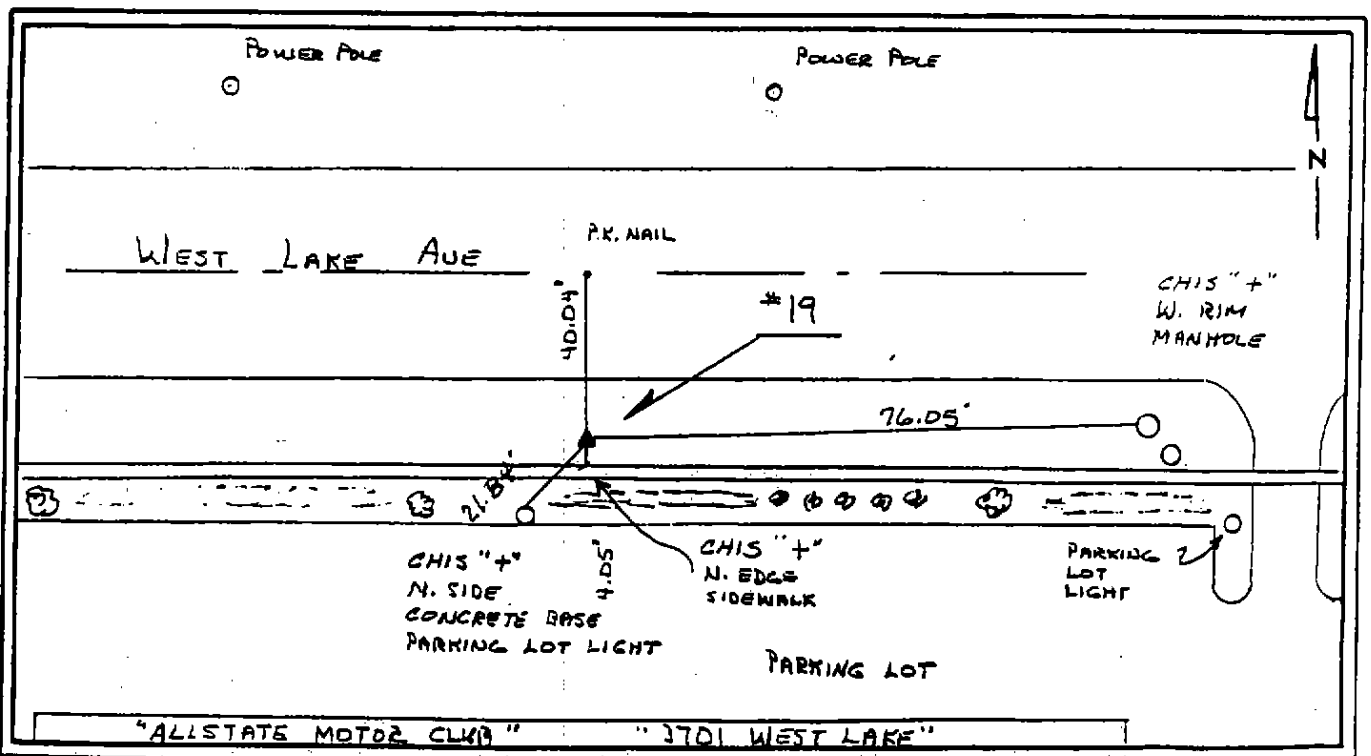 POWER POLE
POWER POLE
N
WEST LAKE AVE
P.K. NAIL
40.04'
#19
CHIS "+"
W. RIM
MANHOLE
76.05'
21.84'
CHIS "+"
N. SIDE
CONCRETE BASE
PARKING LOT LIGHT
4.05'
CHIS "+"
N. EDGE
SIDEWALK
PARKING
LOT
LIGHT
PARKING LOT
"ALLSTATE MOTOR CLUB" "3701 WEST LAKE"